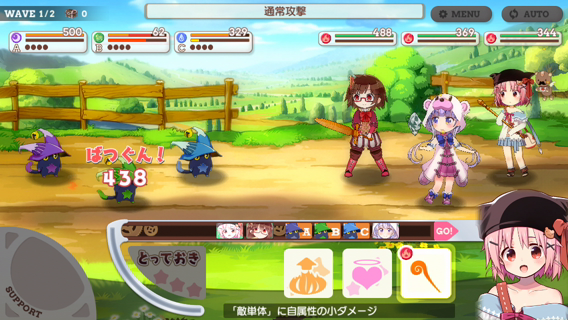 WAVE 1/2 0
通常攻撃
MENU
AUTO
500
62
329
488
369
344
A
B
C
ばつぐん!
438
A B C GO!
とっておき
SUPPORT
「敵単体」に自属性の小ダメージ